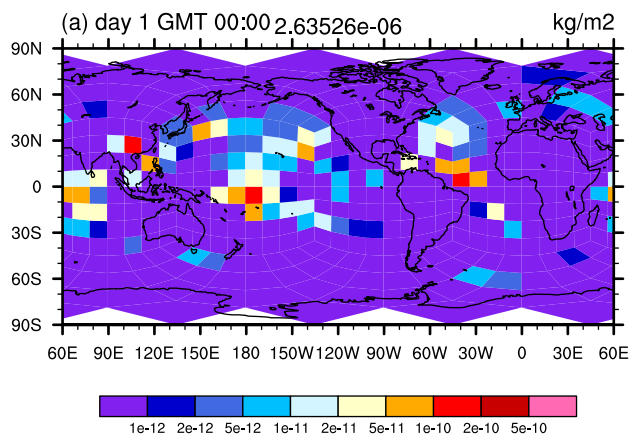 (a) day 1 GMT 00:00 2.63526e-06 kg/m2
90N
60N
30N
0
30S
60S
90S
60E 90E 120E 150E 180 150W 120W 90W 60W 30W 0 30E 60E
1e-12 2e-12 5e-12 1e-11 2e-11 5e-11 1e-10 2e-10 5e-10